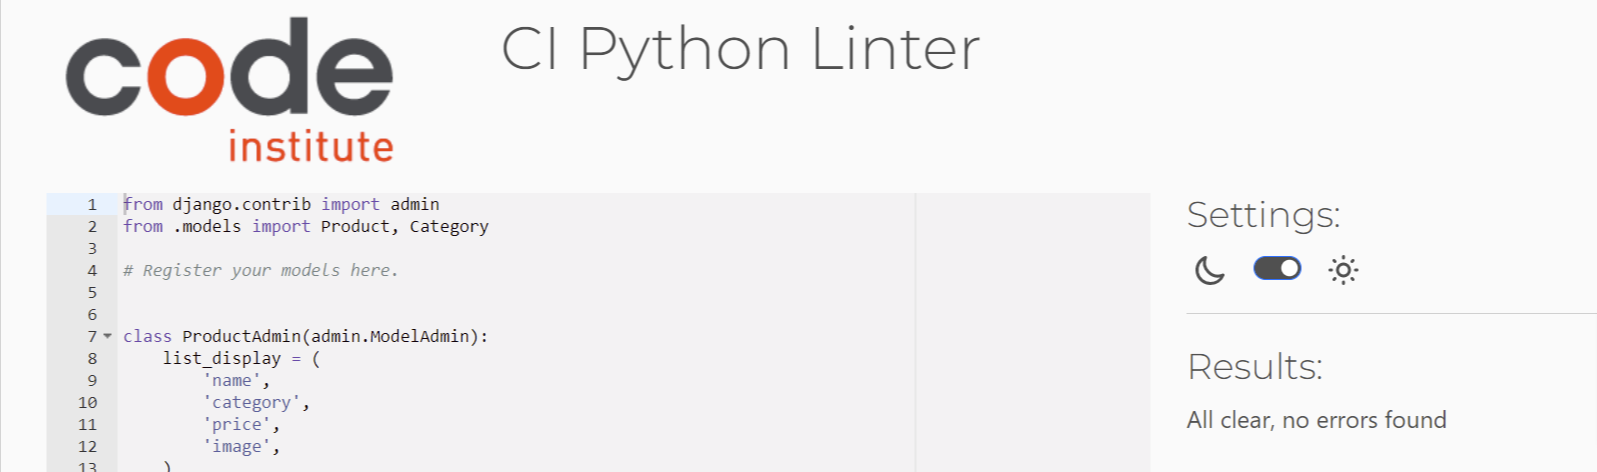 code
institute
CI Python Linter
1 from django.contrib import admin
2 from .models import Product, Category
3
4 # Register your models here.
5
6
7 class ProductAdmin(admin.ModelAdmin):
8 list_display = (
9 'name',
10 'category',
11 'price',
12 'image',
13 )
Settings:
Results:
All clear, no errors found